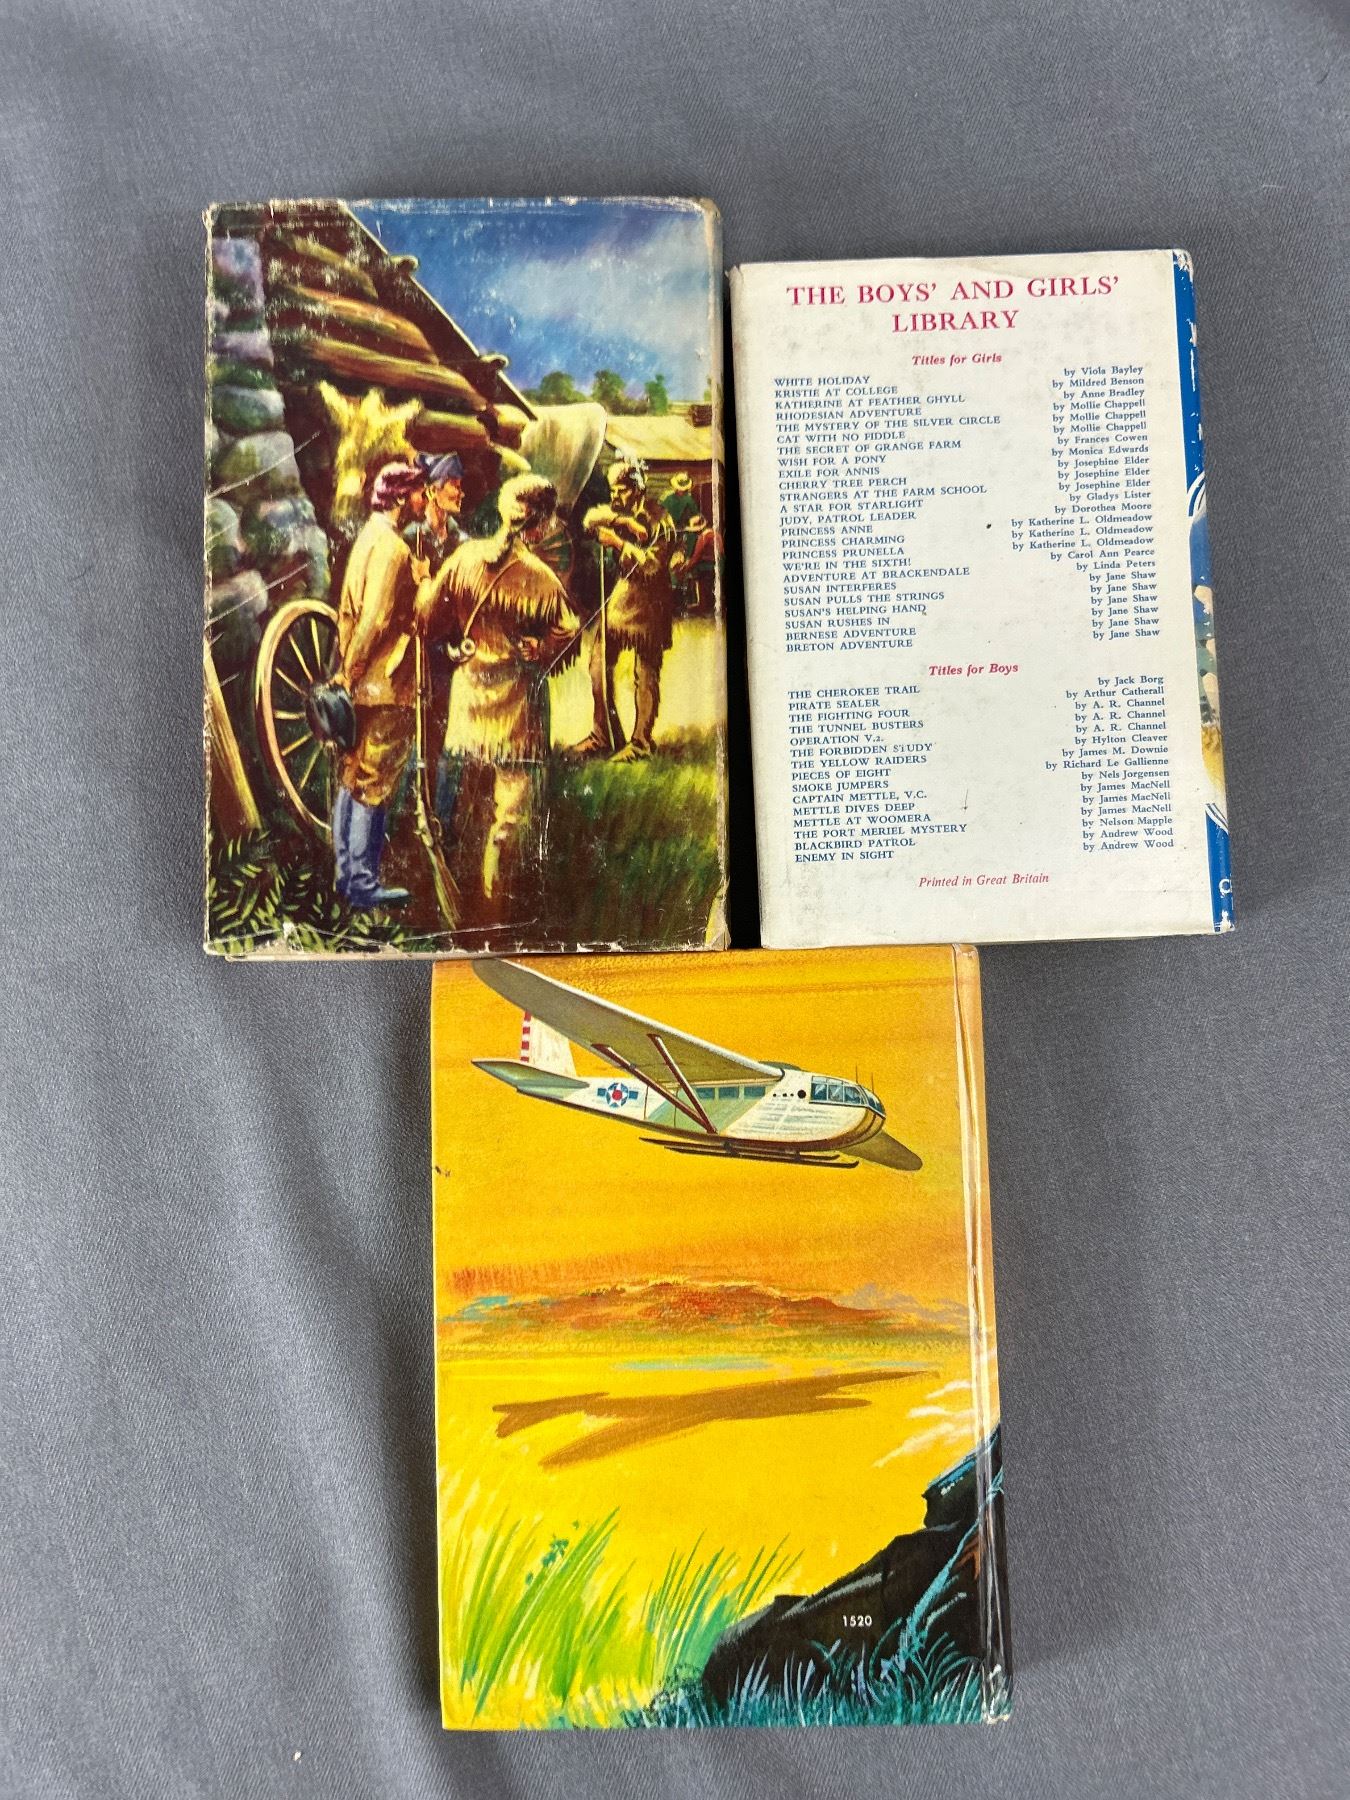 THE BOYS' AND GIRLS'
LIBRARY
Titles for Girls
WHITE HOLIDAY by Viola Bayley
KRISTIE AT COLLEGE by Mildred Benson
KATHERINE AT FEATHER GHYLL by Anne Bradley
RHODESIAN ADVENTURE by Mollie Chappell
THE MYSTERY OF THE SILVER CIRCLE by Mollie Chappell
CAT WITH NO FIDDLE by Mollie Chappell
THE SECRET OF GRANGE FARM by Frances Cowen
WISH FOR A PONY by Monica Edwards
EXILE FOR ANNIS by Josephine Elder
CHERRY TREE PERCH by Josephine Elder
STRANGERS AT THE FARM SCHOOL by Josephine Elder
A STAR FOR STARLIGHT by Gladys Lister
JUDY, PATROL LEADER by Dorothea Moore
PRINCESS ANNE by Katherine L. Oldmeadow
PRINCESS CHARMING by Katherine L. Oldmeadow
PRINCESS PRUNELLA by Katherine L. Oldmeadow
WE'RE IN THE SIXTH! by Carol Ann Pearce
ADVENTURE AT BRACKENDALE by Linda Peters
SUSAN INTERFERES by Jane Shaw
SUSAN PULLS THE STRINGS by Jane Shaw
SUSAN'S HELPING HAND by Jane Shaw
SUSAN RUSHES IN by Jane Shaw
BERNESE ADVENTURE by Jane Shaw
BRETON ADVENTURE by Jane Shaw
Titles for Boys
THE CHEROKEE TRAIL by Jack Borg
PIRATE SEALER by Arthur Catherall
THE FIGHTING FOUR by A. R. Channel
THE TUNNEL BUSTERS by A. R. Channel
OPERATION V.2. by A. R. Channel
THE FORBIDDEN STUDY by Hylton Cleaver
THE YELLOW RAIDERS by James M. Downie
PIECES OF EIGHT by Richard Le Gallienne
SMOKE JUMPERS by Nels Jorgensen
CAPTAIN METTLE, V.C. by James MacNell
METTLE DIVES DEEP by James MacNell
METTLE AT WOOMERA by James MacNell
THE PORT MERIEL MYSTERY by Nelson Mapple
BLACKBIRD PATROL by Andrew Wood
ENEMY IN SIGHT by Andrew Wood
Printed in Great Britain
1520